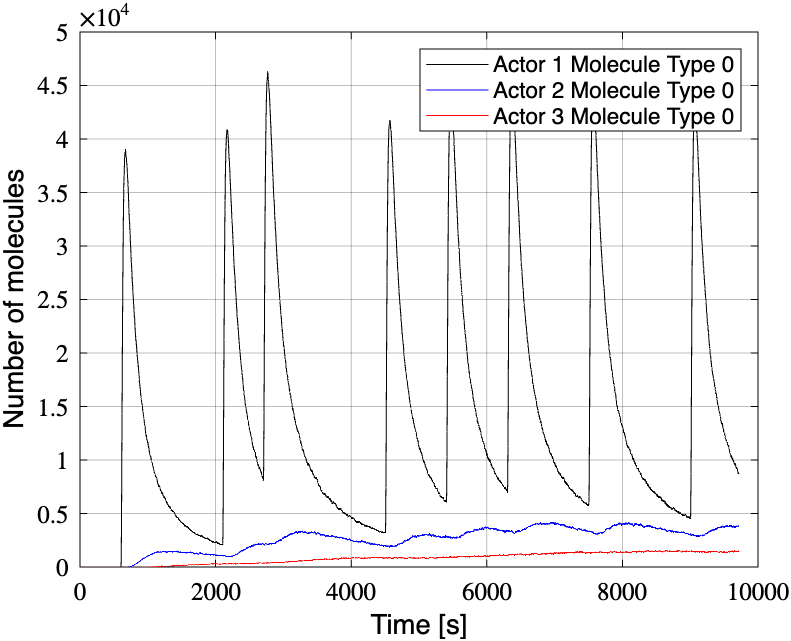 ×10⁴
5
4.5
4
3.5
3
2.5
2
1.5
1
0.5
0
Number of molecules
Actor 1 Molecule Type 0
Actor 2 Molecule Type 0
Actor 3 Molecule Type 0
0 2000 4000 6000 8000 10000
Time [s]